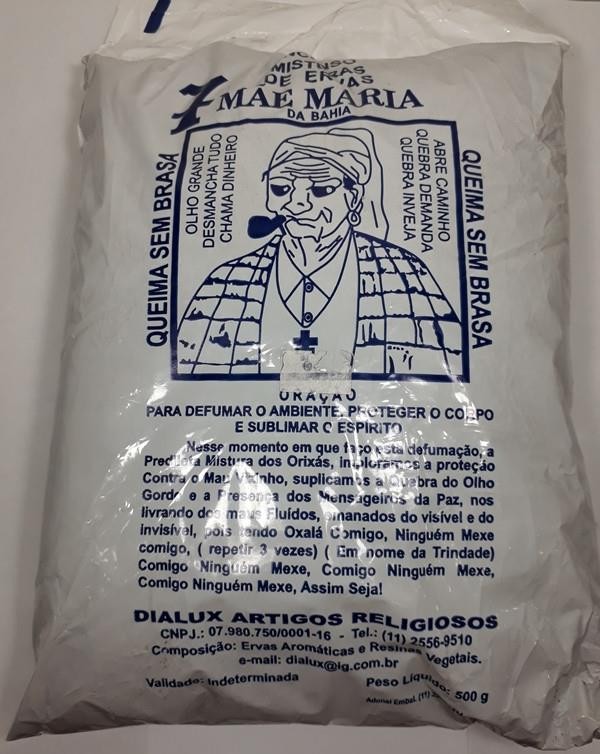 MISTUSO
DE ERVAS
7 MÃE MARIA
DA BAHIA
QUEIMA SEM BRASA
OLHO GRANDE
DESMANCHA TUDO
CHAMA DINHEIRO
ABRE CAMINHO
QUEBRA DEMANDA
QUEBRA INVEJA
QUEIMA SEM BRASA
ORAÇÃO
PARA DEFUMAR O AMBIENTE, PROTEGER O CORPO
E SUBLIMAR O ESPÍRITO
Nesse momento em que faço esta defumação, a
Predileta Mistura dos Orixás, imploramos a proteção
Contra o Mau Vizinho, suplicamos a Quebra do Olho
Gordo e a Presença dos Mensageiros da Paz, nos
livrando dos maus Fluídos, emanados do visível e do
invisível, pois tendo Oxalá Comigo, Ninguém Mexe
comigo, ( repetir 3 vezes) ( Em nome da Trindade)
Comigo Ninguém Mexe, Comigo Ninguém Mexe,
Comigo Ninguém Mexe, Assim Seja!
DIALUX ARTIGOS RELIGIOSOS
CNPJ.: 07.980.750/0001-16 - Tel.: (11) 2556-9510
Composição: Ervas Aromáticas e Resinas Vegetais.
e-mail: dialux@ig.com.br
Validade: Indeterminada
Peso Líquido: 500 g
Adonai Embal. (11)